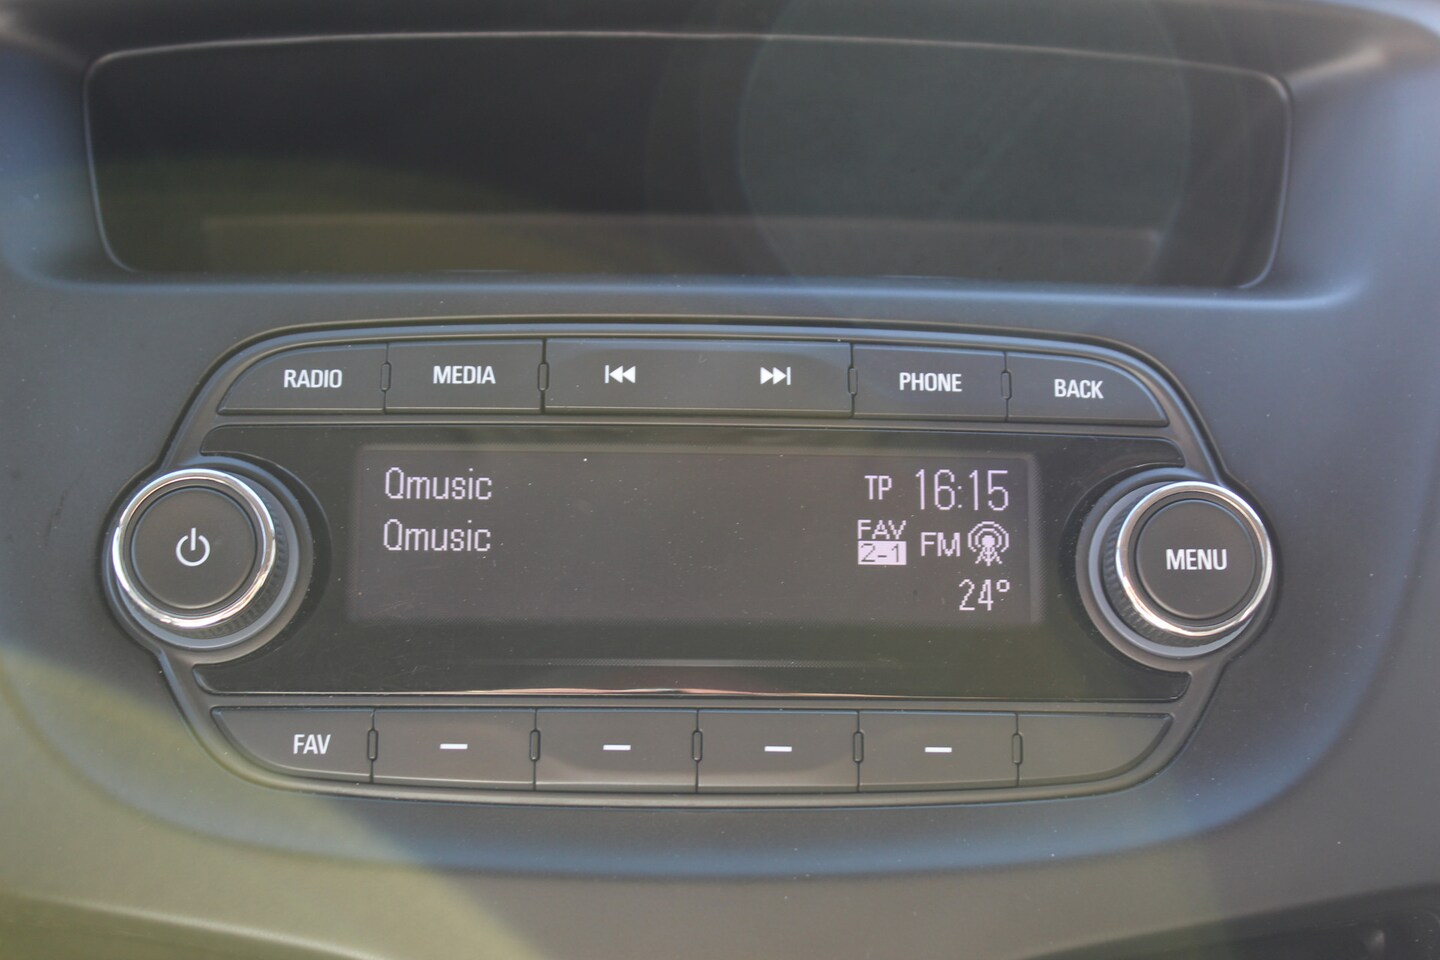 RADIO MEDIA PHONE BACK
Qmusic TP 16:15
Qmusic FAV 2-1 FM
24°
MENU
FAV